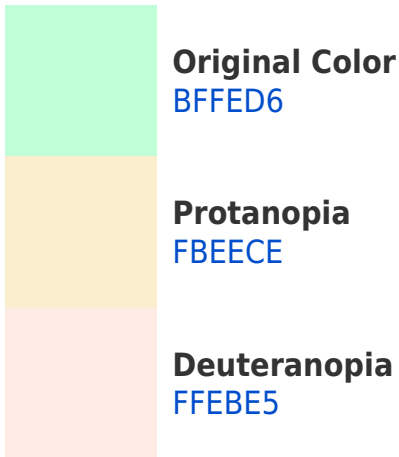 Original Color
BFFED6
Protanopia
FBEECE
Deuteranopia
FFEBE5